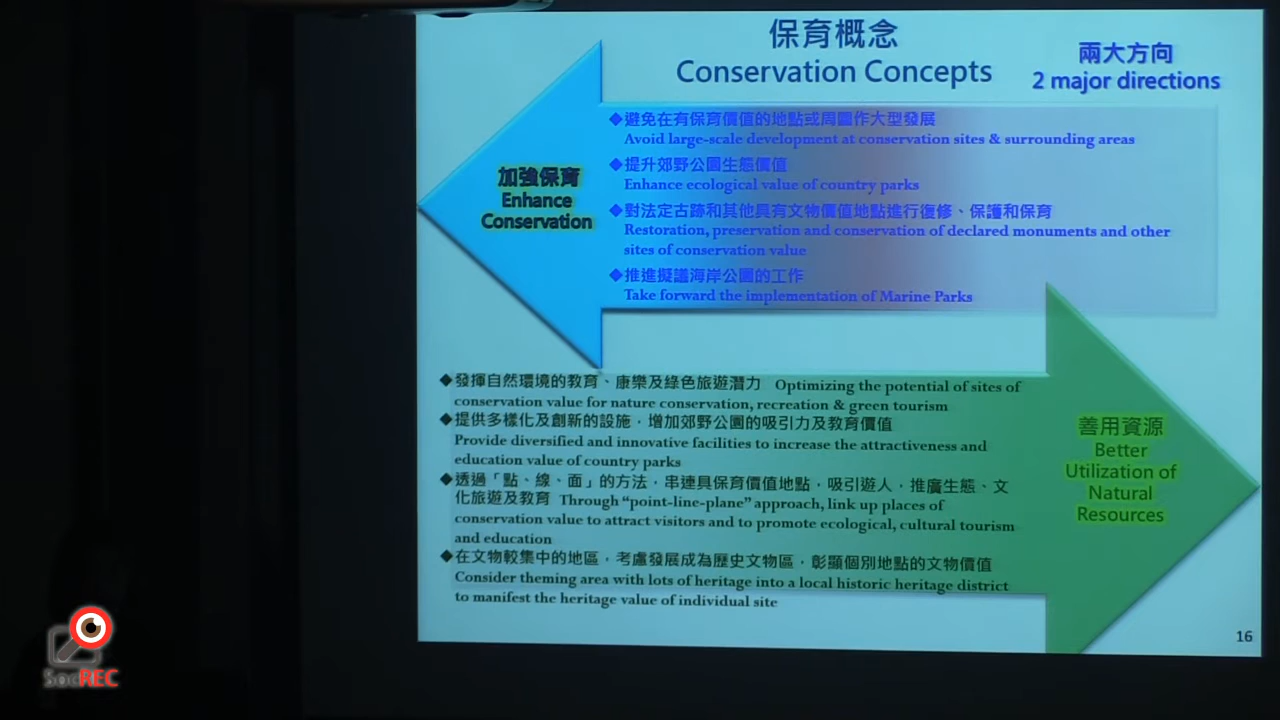 保育概念
Conservation Concepts
兩大方向
2 major directions
加強保育
Enhance
Conservation
◆避免在有保育價值的地點或周圍作大型發展
Avoid large-scale development at conservation sites & surrounding areas
◆提升郊野公園生態價值
Enhance ecological value of country parks
◆對法定古跡和其他具有文物價值地點進行復修、保護和保育
Restoration, preservation and conservation of declared monuments and other
sites of conservation value
◆推進擬議海岸公園的工作
Take forward the implementation of Marine Parks
◆發揮自然環境的教育、康樂及綠色旅遊潛力 Optimizing the potential of sites of
conservation value for nature conservation, recreation & green tourism
◆提供多樣化及創新的設施，增加郊野公園的吸引力及教育價值
Provide diversified and innovative facilities to increase the attractiveness and
education value of country parks
◆透過「點、線、面」的方法，串連具保育價值地點，吸引遊人，推廣生態、文
化旅遊及教育 Through “point-line-plane” approach, link up places of
conservation value to attract visitors and to promote ecological, cultural tourism
and education
◆在文物較集中的地區，考慮發展成為歷史文物區，彰顯個別地點的文物價值
Consider theming area with lots of heritage into a local historic heritage district
to manifest the heritage value of individual site
善用資源
Better
Utilization of
Natural
Resources
16
SocREC